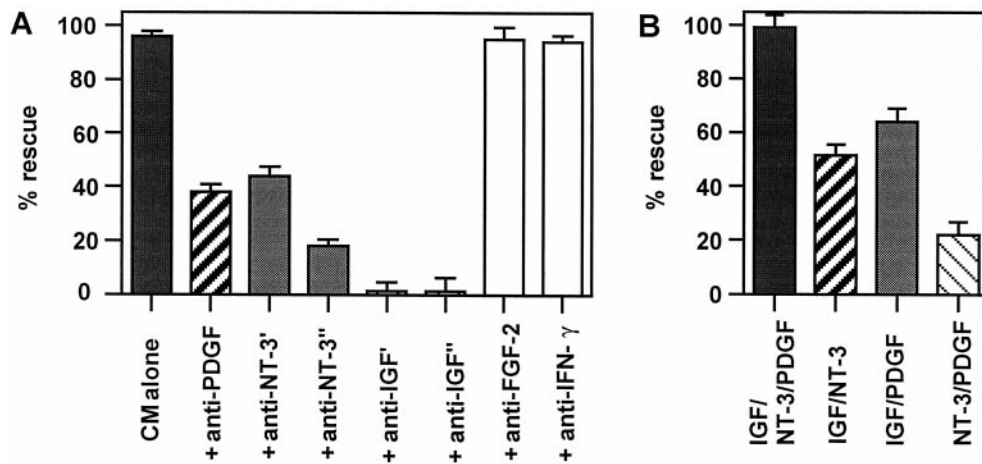 A
% rescue
100
80
60
40
20
0
CM alone
+ anti-PDGF
+ anti-NT-3'
+ anti-NT-3"
+ anti-IGF'
+ anti-IGF"
+ anti-FGF-2
+ anti-IFN- γ
B
% rescue
100
80
60
40
20
0
IGF/
NT-3/PDGF
IGF/NT-3
IGF/PDGF
NT-3/PDGF